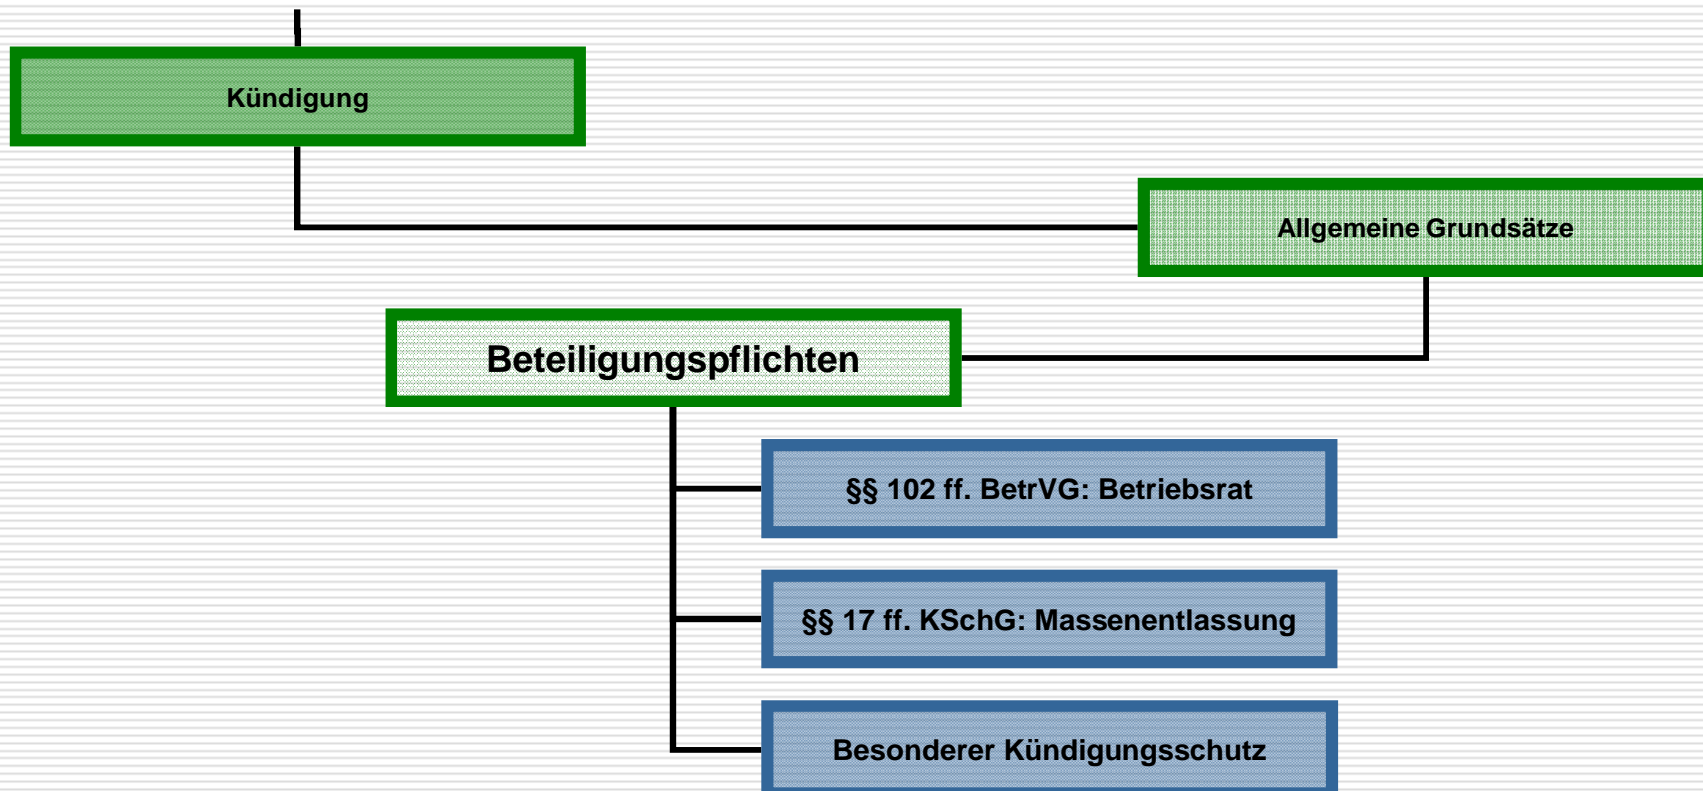 Kündigung
Allgemeine Grundsätze
Beteiligungspflichten
§§ 102 ff. BetrVG: Betriebsrat
§§ 17 ff. KSchG: Massenentlassung
Besonderer Kündigungsschutz